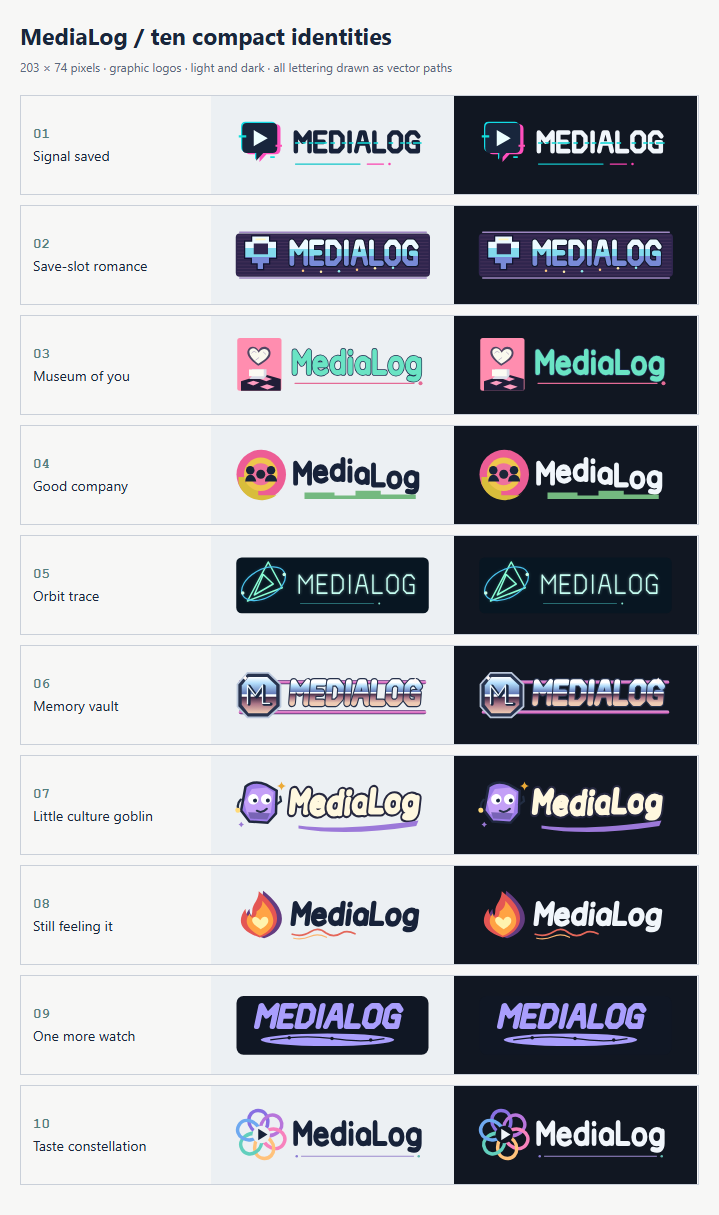 MediaLog / ten compact identities
203 × 74 pixels · graphic logos · light and dark · all lettering drawn as vector paths
01
Signal saved
MEDIALOG MEDIALOG
02
Save-slot romance
MEDIALOG MEDIALOG
03
Museum of you
MediaLog MediaLog
04
Good company
MediaLog MediaLog
05
Orbit trace
MEDIALOG MEDIALOG
06
Memory vault
ML MEDIALOG ML MEDIALOG
07
Little culture goblin
MediaLog MediaLog
08
Still feeling it
MediaLog MediaLog
09
One more watch
MEDIALOG MEDIALOG
10
Taste constellation
MediaLog MediaLog